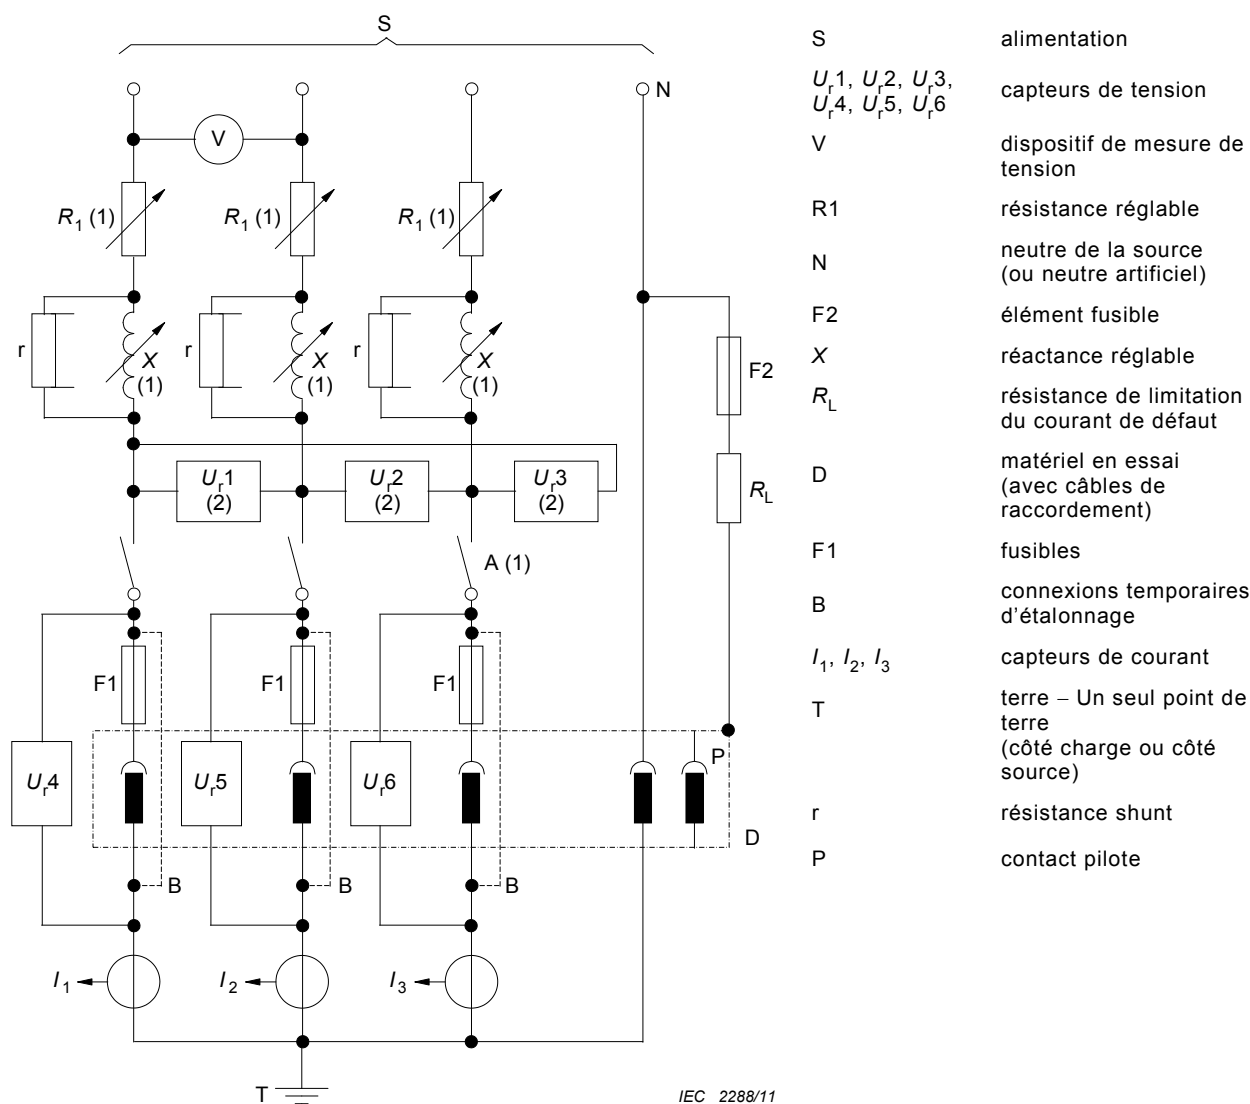 S
N
V
R1 (1)
R1 (1)
R1 (1)
r
X
(1)
r
X
(1)
r
X
(1)
F2
RL
Ur1
(2)
Ur2
(2)
Ur3
(2)
A (1)
F1
F1
F1
P
Ur4
Ur5
Ur6
D
B
B
B
I1
I2
I3
T
IEC 2288/11
S alimentation
Ur1, Ur2, Ur3,
Ur4, Ur5, Ur6 capteurs de tension
V dispositif de mesure de
tension
R1 résistance réglable
N neutre de la source
(ou neutre artificiel)
F2 élément fusible
X réactance réglable
RL résistance de limitation
du courant de défaut
D matériel en essai
(avec câbles de
raccordement)
F1 fusibles
B connexions temporaires
d'étalonnage
I1, I2, I3 capteurs de courant
T terre – Un seul point de
terre
(côté charge ou côté
source)
r résistance shunt
P contact pilote